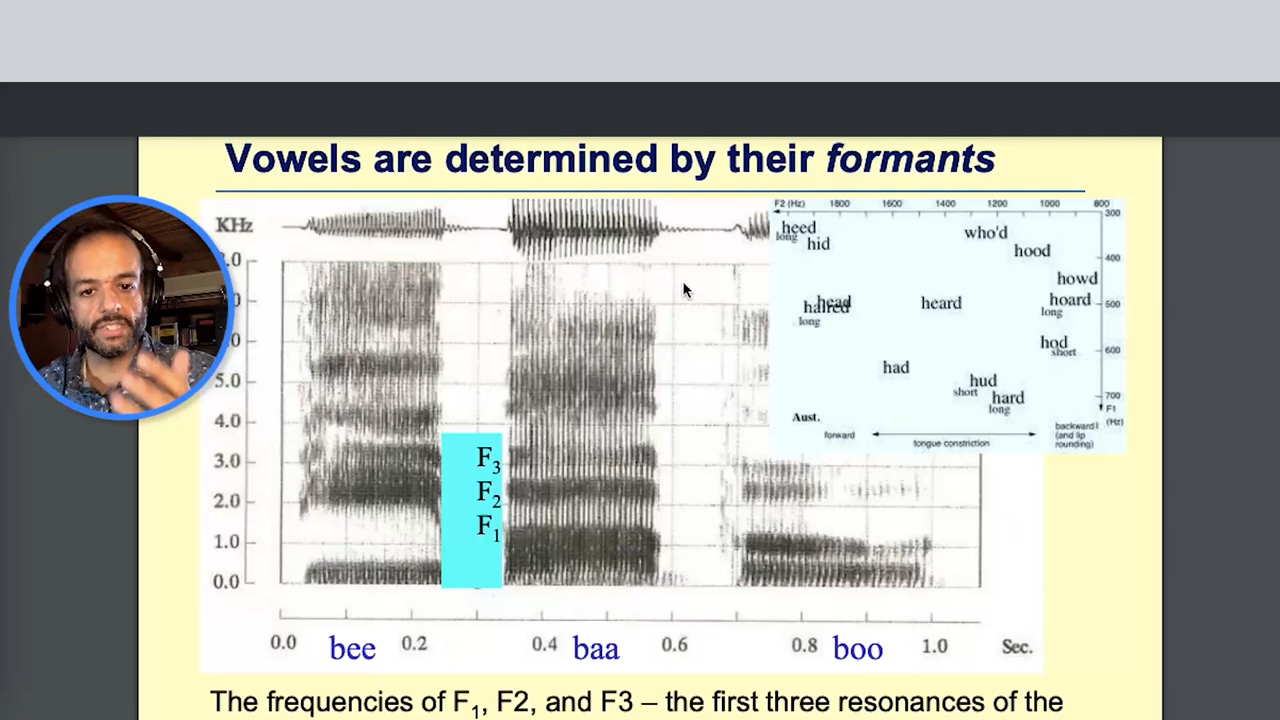 Vowels are determined by their formants
KHz
.0
.0
5.0
4.0
3.0
2.0
1.0
0.0
F3
F2
F1
0.0 0.2 0.4 0.6 0.8 1.0 Sec.
bee baa boo
F2 (Hz) 1800 1600 1400 1200 1000 800
300
400
500
600
700
F1
(Hz)
heed
long
hid
who'd
hood
howd
head
haired
long
heard
hoard
long
hod
short
had
hud
short
hard
long
Aust.
forward
tongue constriction
backward
(and lip
rounding)
The frequencies of F1, F2, and F3 – the first three resonances of the